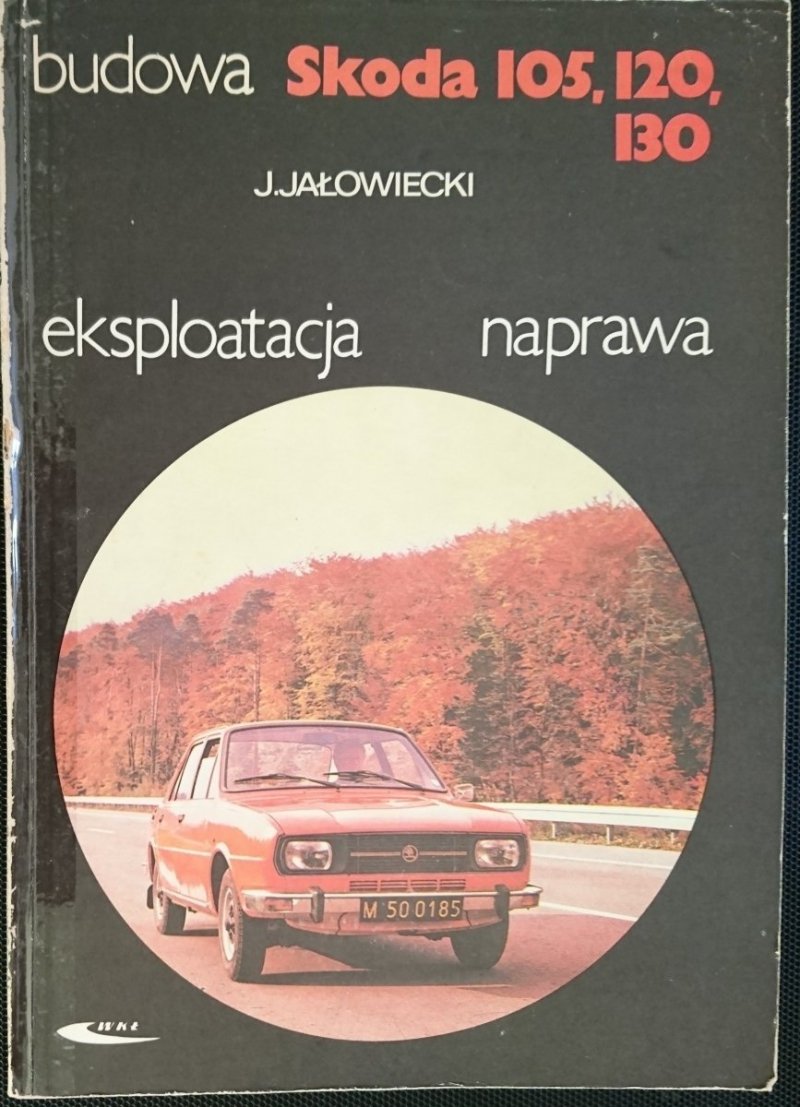 budowa Skoda 105, 120,
130
J.JAŁOWIECKI
eksploatacja naprawa
M 50 0185
WKŁ